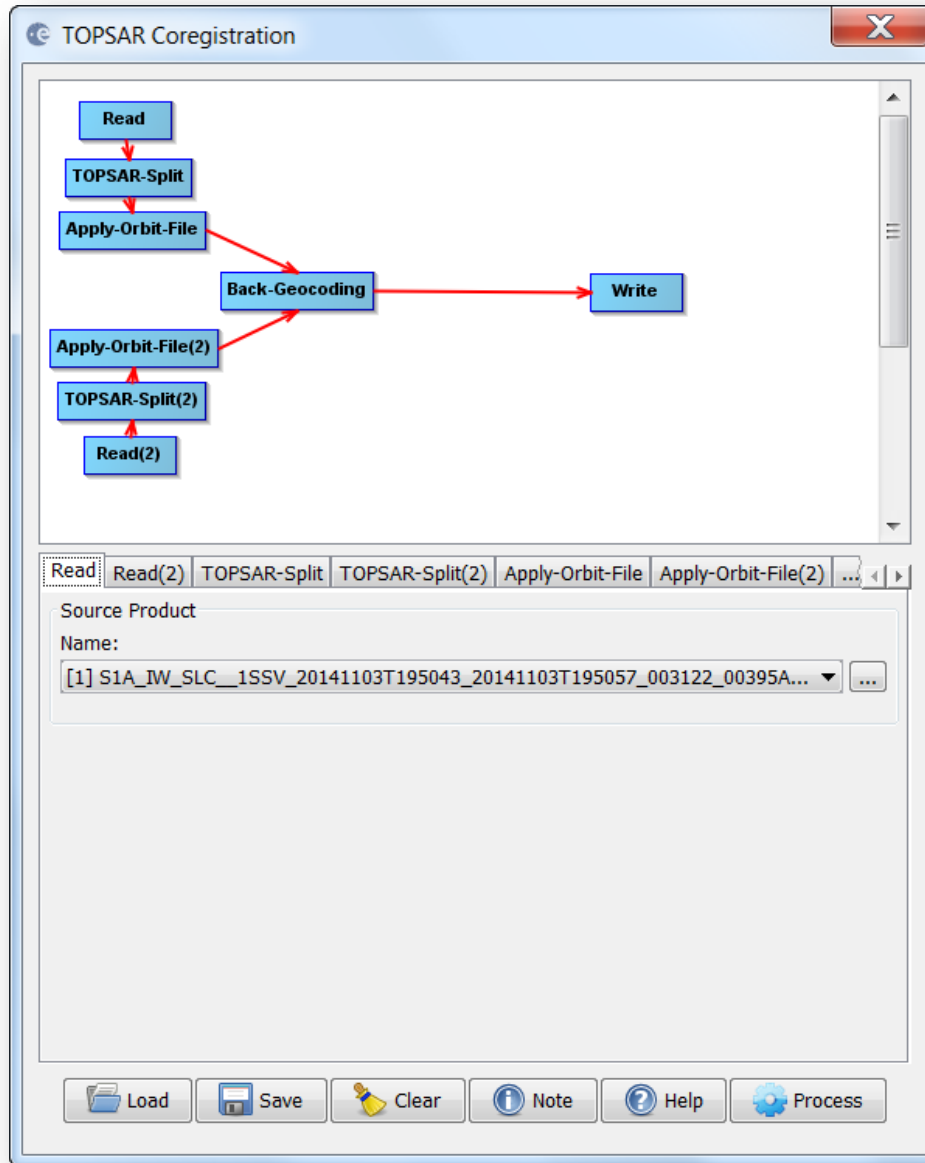 TOPSAR Coregistration
Read
TOPSAR-Split
Apply-Orbit-File
Back-Geocoding
Write
Apply-Orbit-File(2)
TOPSAR-Split(2)
Read(2)
Read Read(2) TOPSAR-Split TOPSAR-Split(2) Apply-Orbit-File Apply-Orbit-File(2) ...
Source Product
Name:
[1] S1A_IW_SLC__1SSV_20141103T195043_20141103T195057_003122_00395A... ...
Load Save Clear Note Help Process